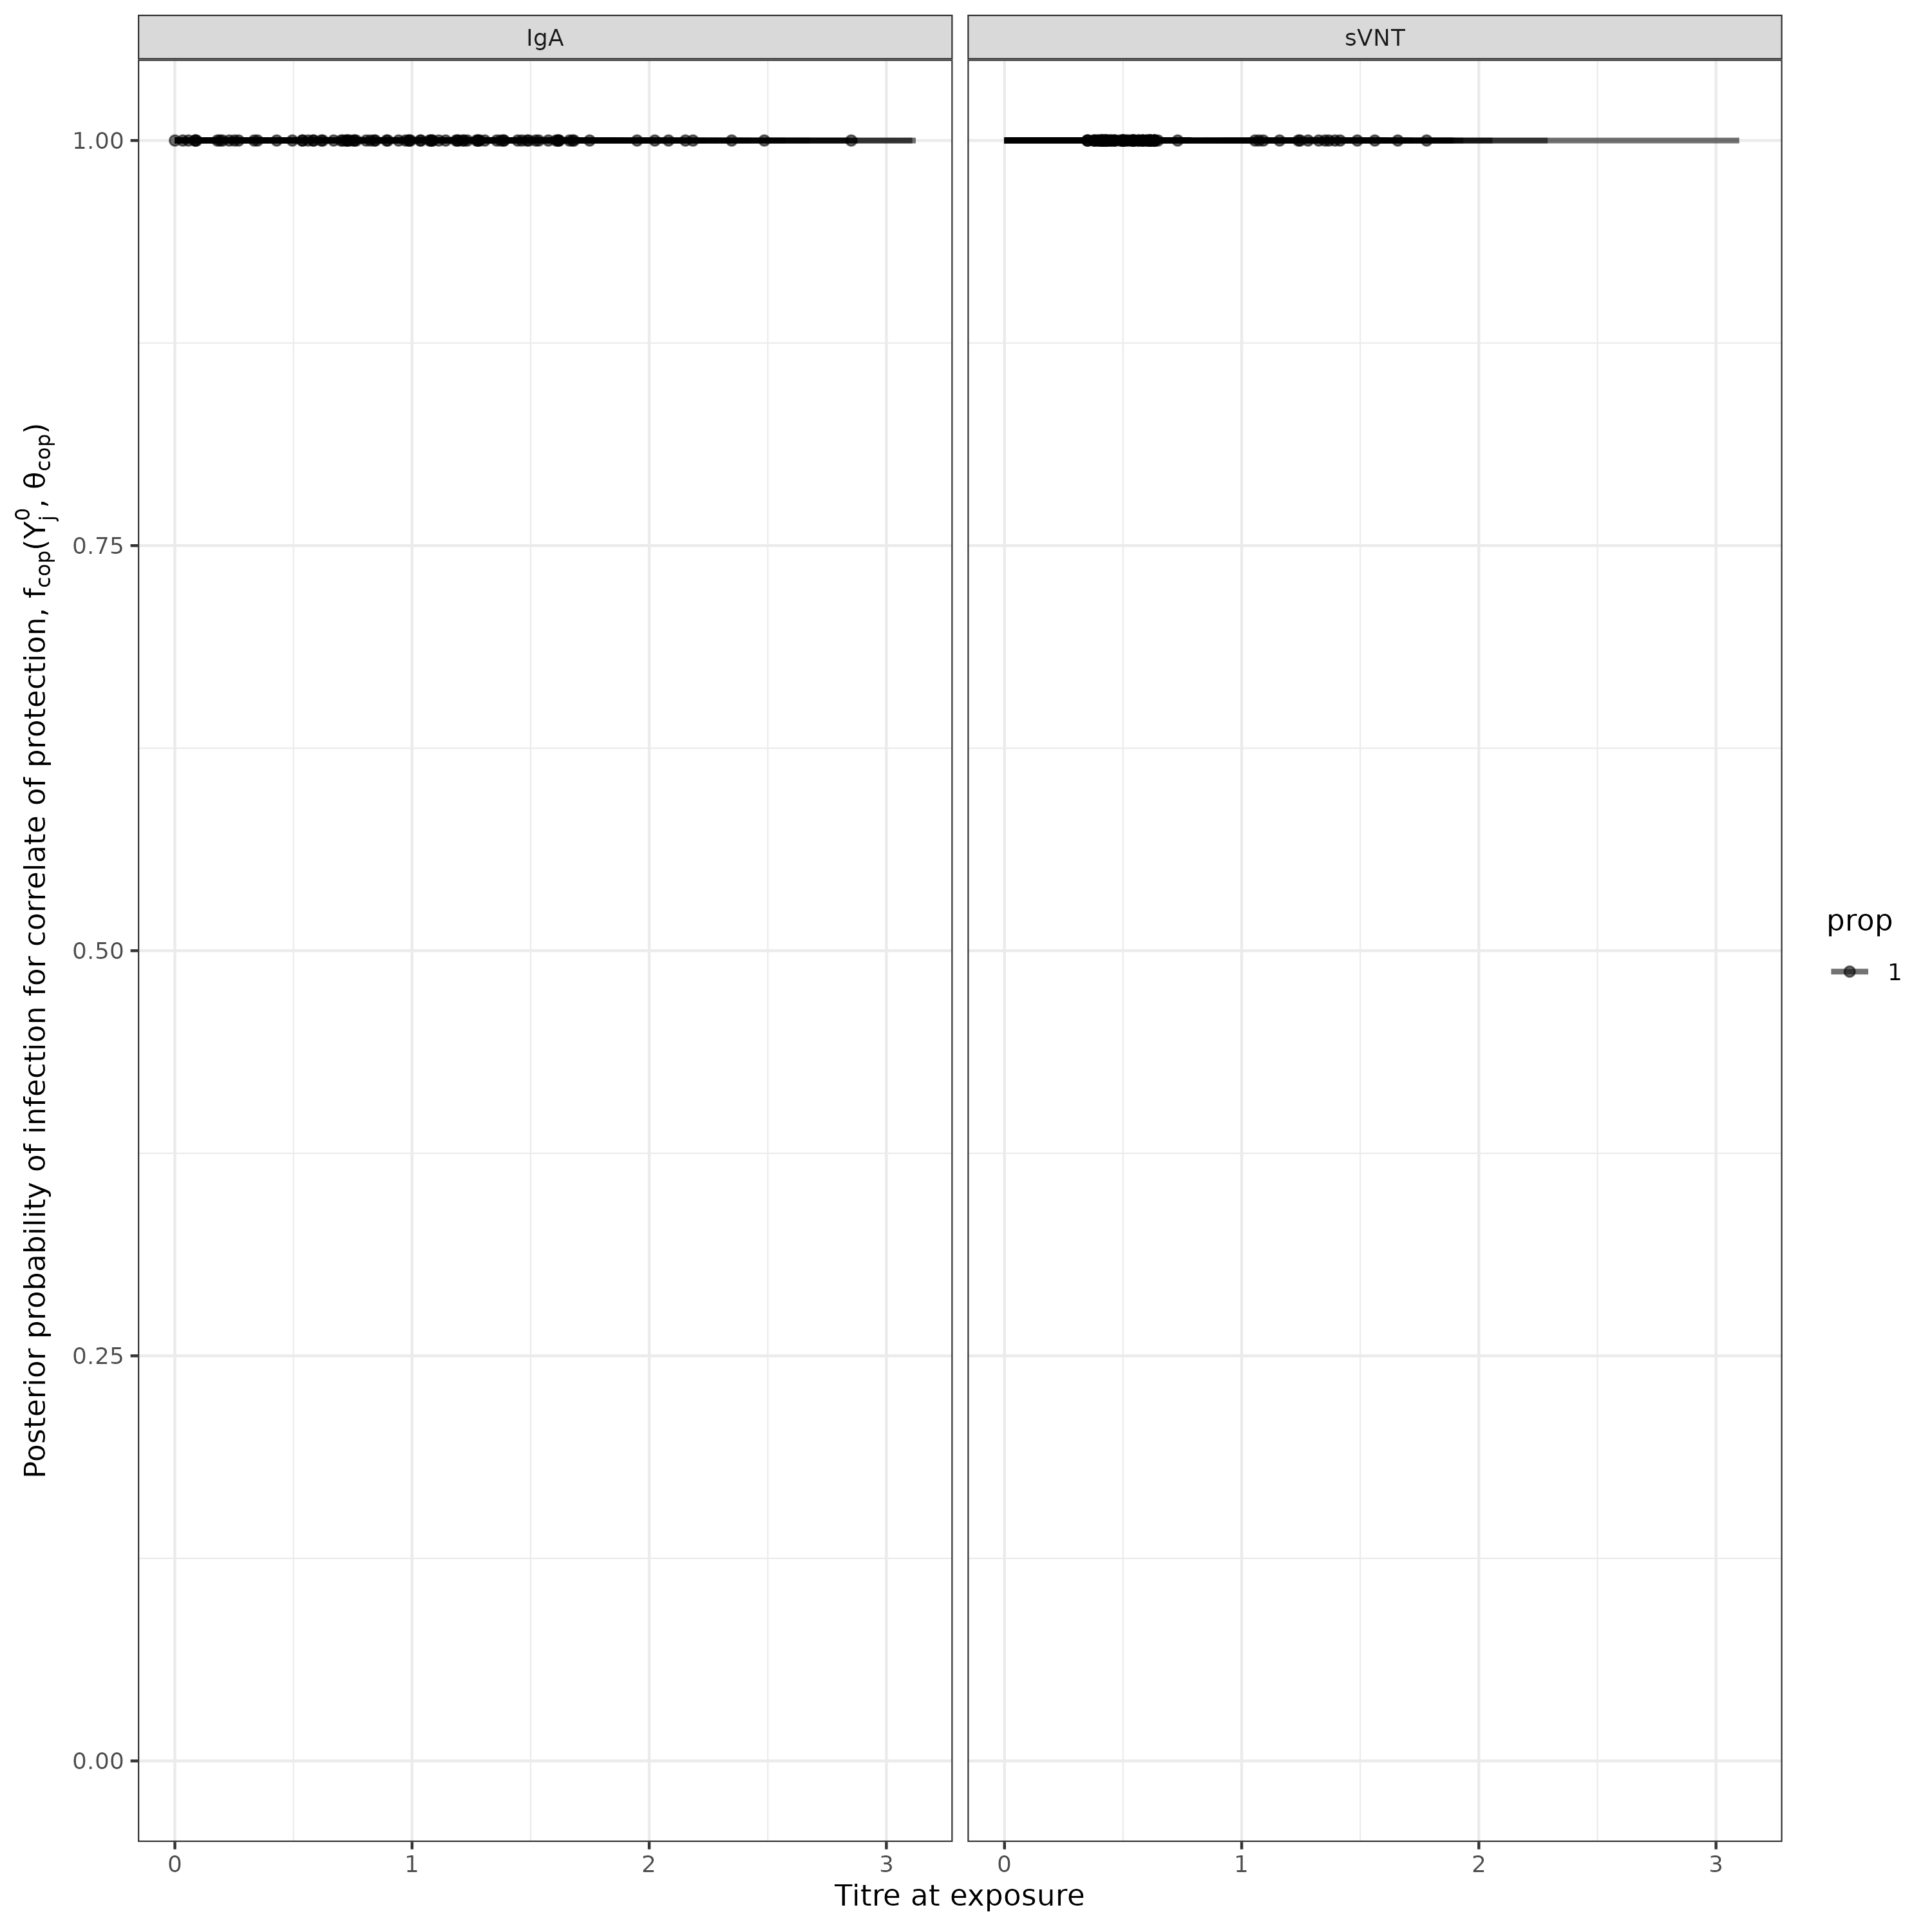 IgA
sVNT
Posterior probability of infection for correlate of protection, fcop(Yj0, θcop)
1.00
0.75
0.50
0.25
0.00
0 1 2 3
0 1 2 3
Titre at exposure
prop
1